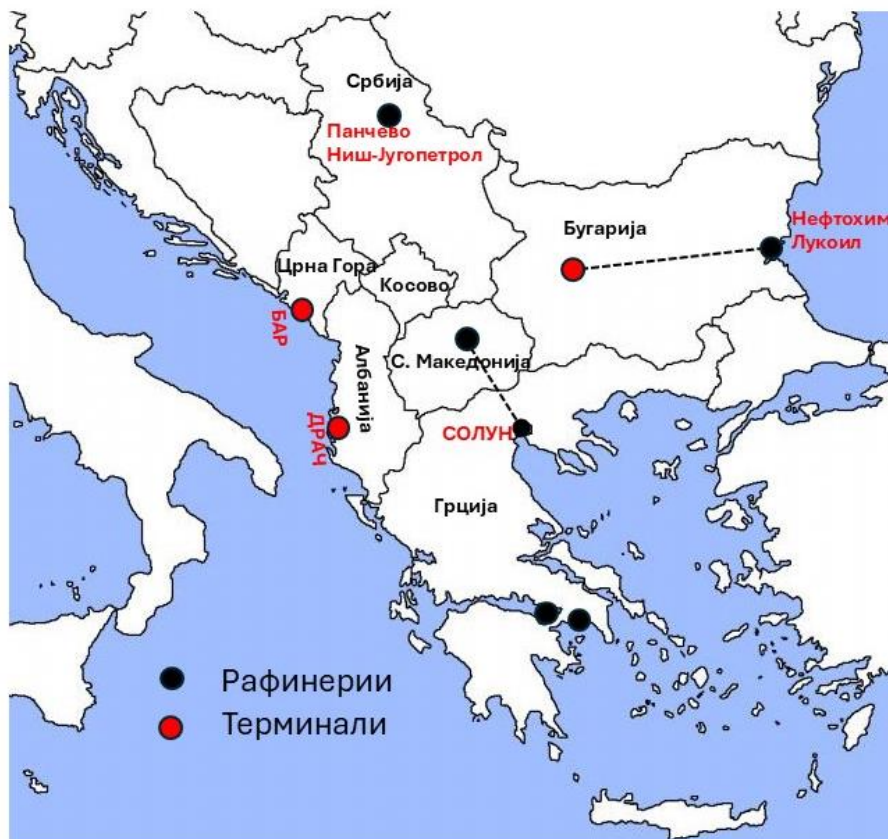 Србија
Панчево
Ниш-Југопетрол
Нефтохим
Лукоил
Бугарија
Црна Гора
Косово
БАР
Албанија
С. Македонија
ДРАЧ
СОЛУН
Грција
Рафинерии
Терминали